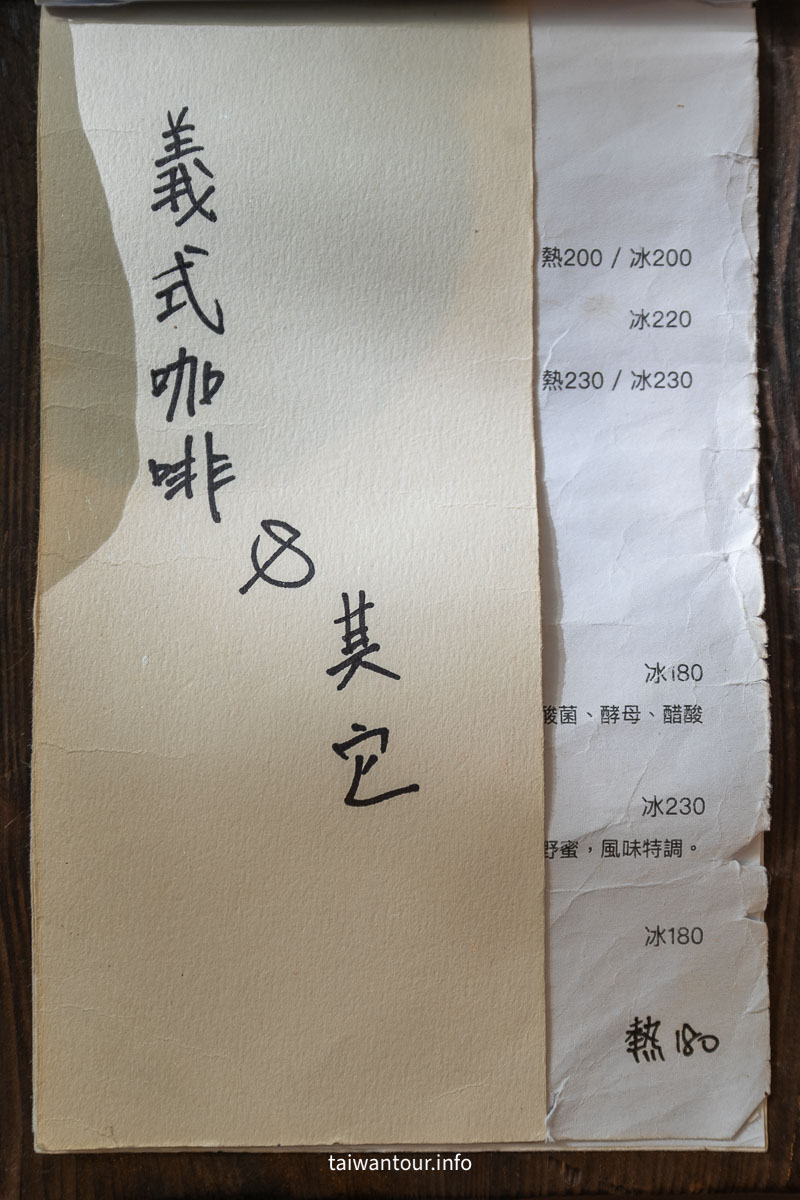 義式咖啡
&
其它
熱200 / 冰200
冰220
熱230 / 冰230
冰180
酸菌、酵母、醋酸
冰230
野蜜，風味特調。
冰180
熱180
taiwantour.info